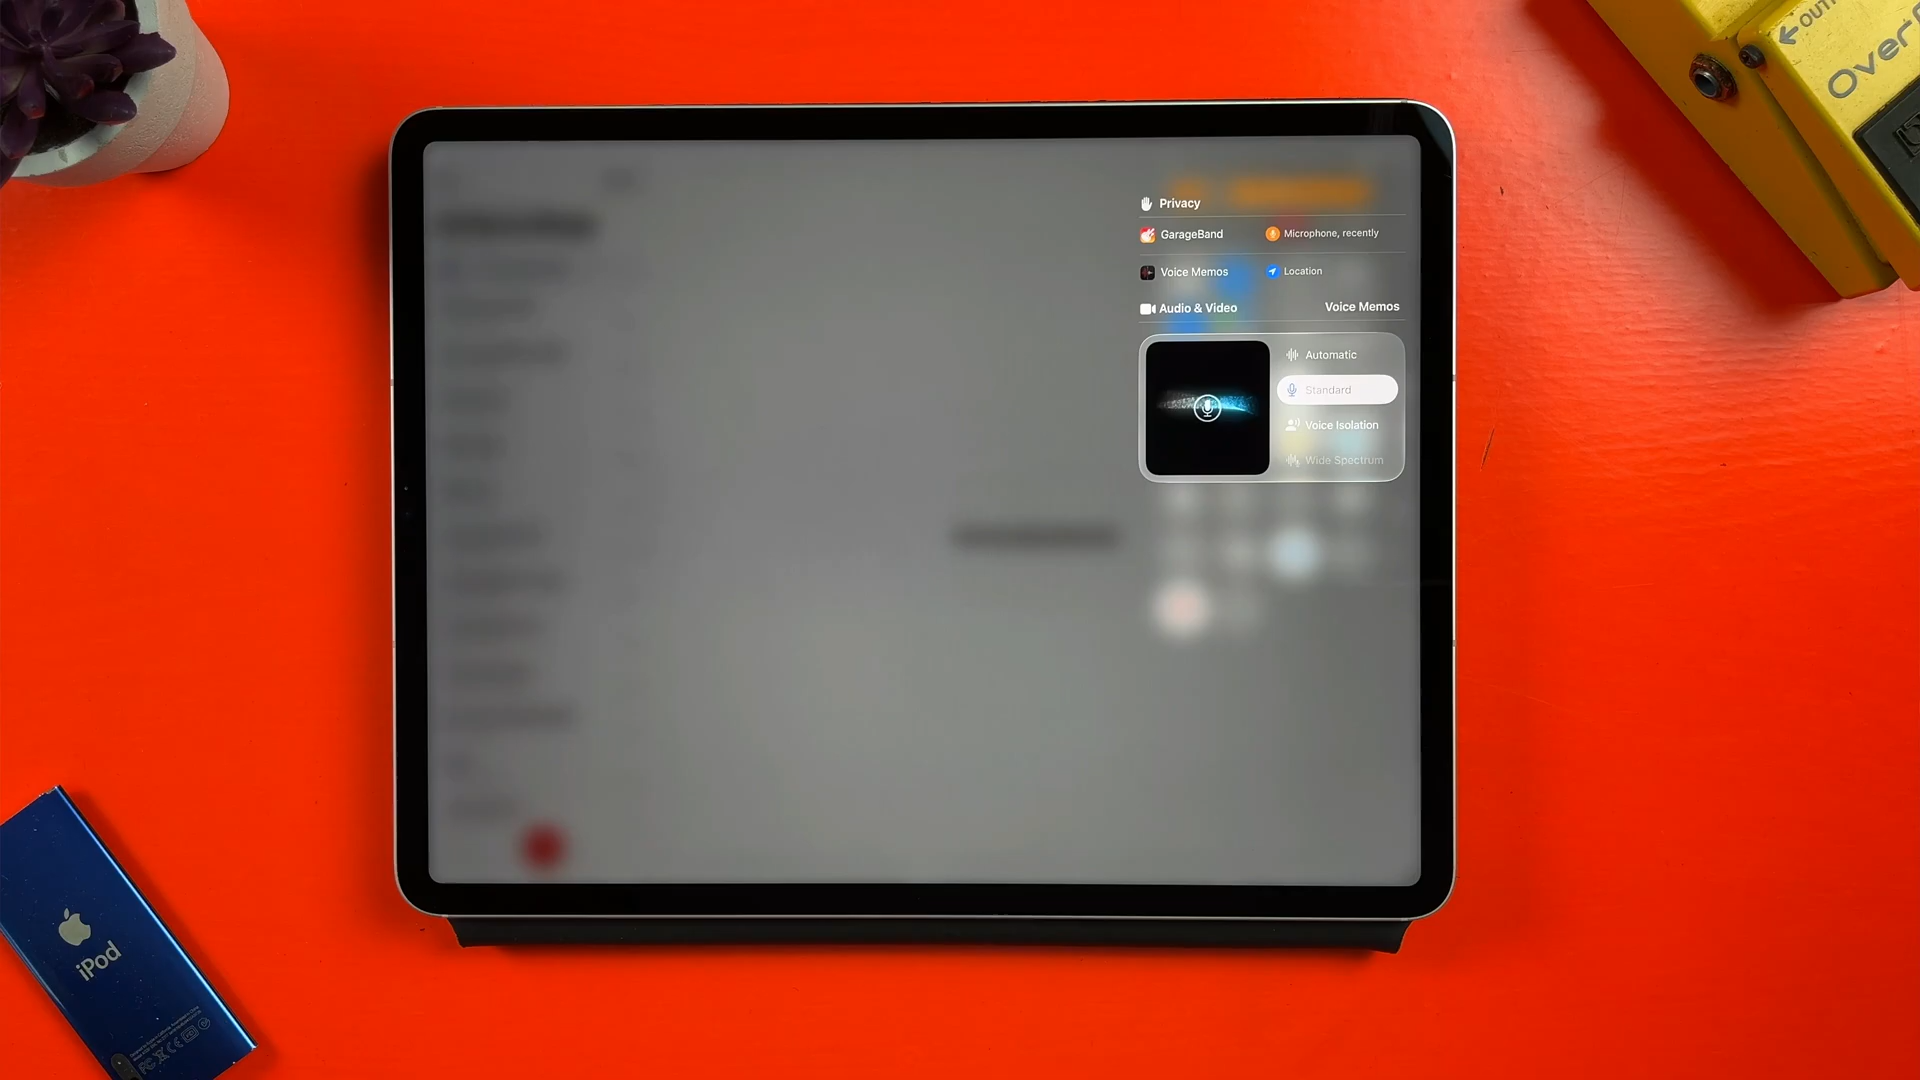 Privacy
GarageBand
Microphone, recently
Voice Memos
Location
Audio & Video
Voice Memos
Automatic
Standard
Voice Isolation
Wide Spectrum
OUT
Over
iPod